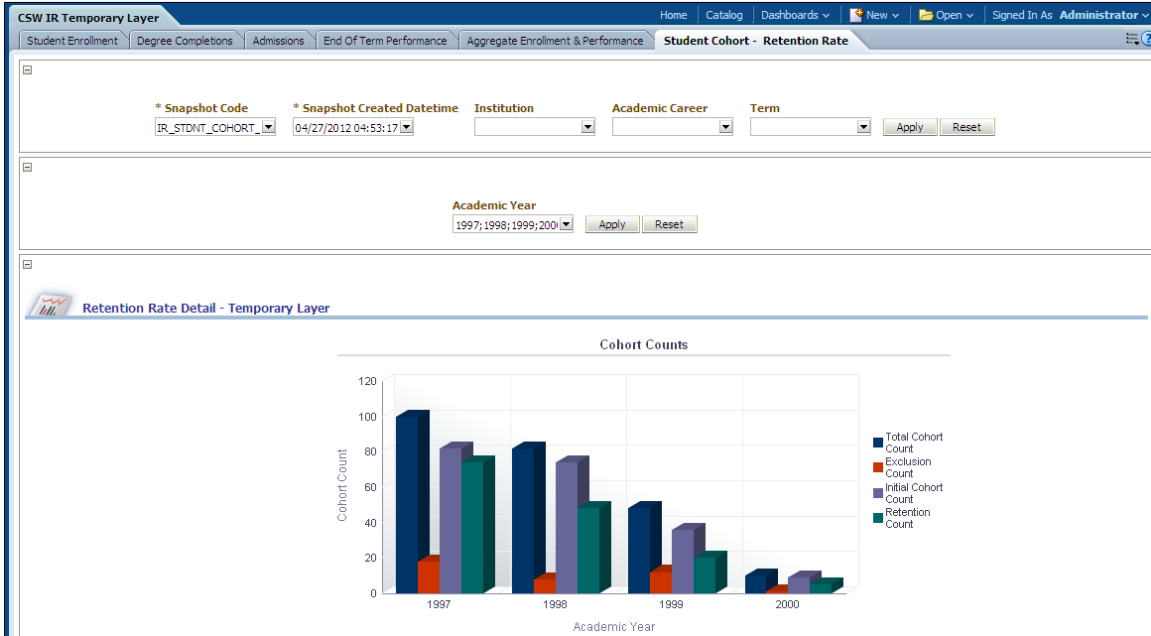 CSW IR Temporary Layer
Home Catalog Dashboards New Open Signed In As Administrator
Student Enrollment Degree Completions Admissions End Of Term Performance Aggregate Enrollment & Performance Student Cohort - Retention Rate
* Snapshot Code * Snapshot Created Datetime Institution Academic Career Term
IR_STDNT_COHORT_ 04/27/2012 04:53:17 Apply Reset
Academic Year
1997;1998;1999;200 Apply Reset
Retention Rate Detail - Temporary Layer
Cohort Counts
120
100
80
60
40
20
0
Cohort Count
1997 1998 1999 2000
Academic Year
Total Cohort
Count
Exclusion
Count
Initial Cohort
Count
Retention
Count